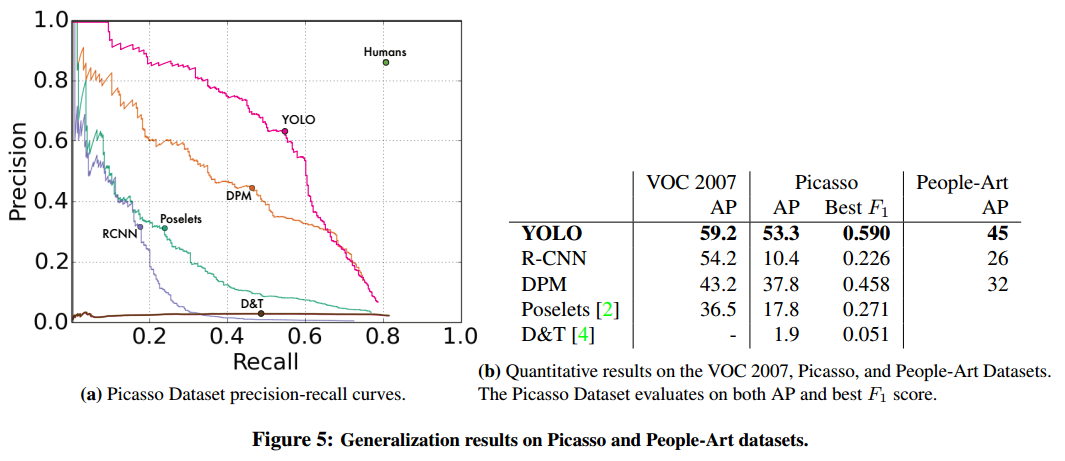 1.0
0.8
0.6
0.4
0.2
0.0
0.2
0.4
0.6
0.8
1.0
Precision
Recall
Humans
YOLO
DPM
Poselets
RCNN
D&T
(a) Picasso Dataset precision-recall curves.
VOC 2007 Picasso People-Art
AP AP Best F1 AP
YOLO 59.2 53.3 0.590 45
R-CNN 54.2 10.4 0.226 26
DPM 43.2 37.8 0.458 32
Poselets [2] 36.5 17.8 0.271
D&T [4] - 1.9 0.051
(b) Quantitative results on the VOC 2007, Picasso, and People-Art Datasets.
The Picasso Dataset evaluates on both AP and best F1 score.
Figure 5: Generalization results on Picasso and People-Art datasets.